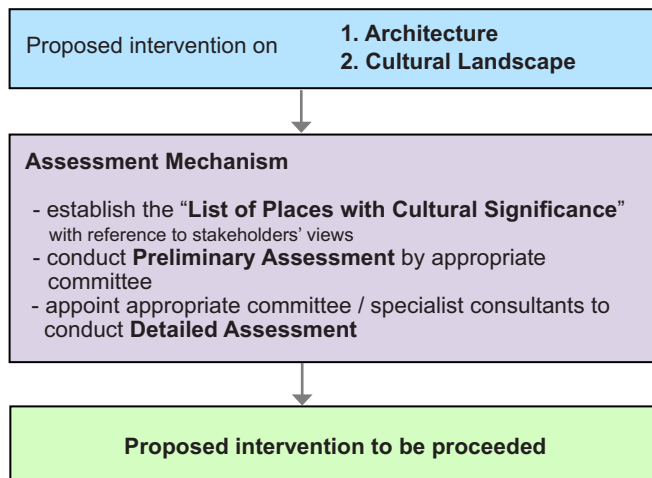 Proposed intervention on
1. Architecture
2. Cultural Landscape
Assessment Mechanism
- establish the “List of Places with Cultural Significance”
with reference to stakeholders’ views
- conduct Preliminary Assessment by appropriate
committee
- appoint appropriate committee / specialist consultants to
conduct Detailed Assessment
Proposed intervention to be proceeded